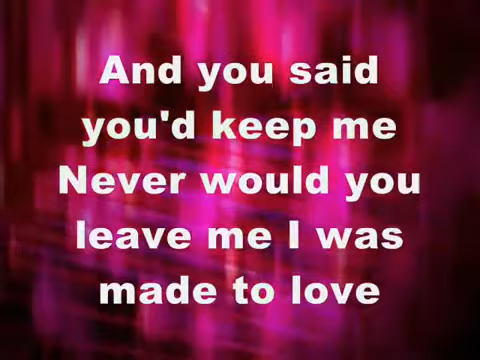 And you said
you'd keep me
Never would you
leave me I was
made to love